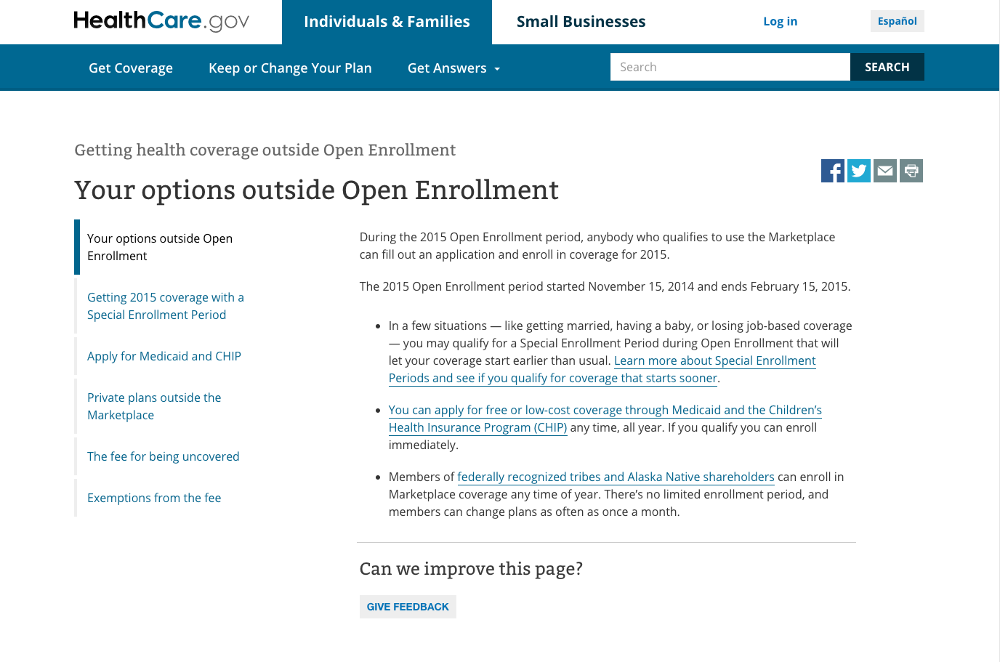 HealthCare.gov
Individuals & Families
Small Businesses
Log in
Español
Get Coverage
Keep or Change Your Plan
Get Answers
Search
SEARCH
Getting health coverage outside Open Enrollment
Your options outside Open Enrollment
Your options outside Open
Enrollment
Getting 2015 coverage with a
Special Enrollment Period
Apply for Medicaid and CHIP
Private plans outside the
Marketplace
The fee for being uncovered
Exemptions from the fee
During the 2015 Open Enrollment period, anybody who qualifies to use the Marketplace
can fill out an application and enroll in coverage for 2015.
The 2015 Open Enrollment period started November 15, 2014 and ends February 15, 2015.
• In a few situations — like getting married, having a baby, or losing job-based coverage
— you may qualify for a Special Enrollment Period during Open Enrollment that will
let your coverage start earlier than usual. Learn more about Special Enrollment
Periods and see if you qualify for coverage that starts sooner.
• You can apply for free or low-cost coverage through Medicaid and the Children’s
Health Insurance Program (CHIP) any time, all year. If you qualify you can enroll
immediately.
• Members of federally recognized tribes and Alaska Native shareholders can enroll in
Marketplace coverage any time of year. There’s no limited enrollment period, and
members can change plans as often as once a month.
Can we improve this page?
GIVE FEEDBACK